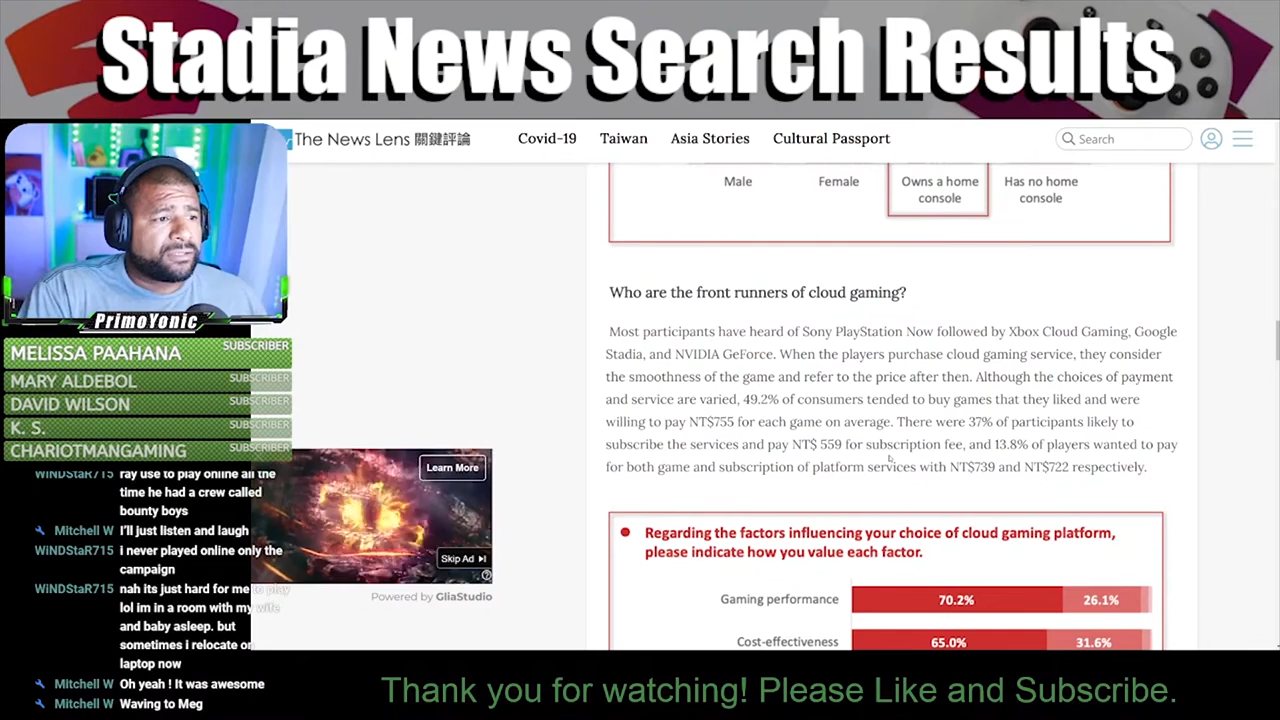 Stadia News Search Results
The News Lens 關鍵評論
Covid-19
Taiwan
Asia Stories
Cultural Passport
Search
Male
Female
Owns a home
console
Has no home
console
Who are the front runners of cloud gaming?
Most participants have heard of Sony PlayStation Now followed by Xbox Cloud Gaming, Google
Stadia, and NVIDIA GeForce. When the players purchase cloud gaming service, they consider
the smoothness of the game and refer to the price after then. Although the choices of payment
and service are varied, 49.2% of consumers tended to buy games that they liked and were
willing to pay NT$755 for each game on average. There were 37% of participants likely to
subscribe the services and pay NT$ 559 for subscription fee, and 13.8% of players wanted to pay
for both game and subscription of platform services with NT$739 and NT$722 respectively.
Regarding the factors influencing your choice of cloud gaming platform,
please indicate how you value each factor.
Gaming performance 70.2% 26.1%
Cost-effectiveness 65.0% 31.6%
PrimoYonic
MELISSA PAAHANA SUBSCRIBER
MARY ALDEBOL SUBSCRIBER
DAVID WILSON SUBSCRIBER
K. S. SUBSCRIBER
CHARIOTMANGAMING SUBSCRIBER
WiNDStaR715 ray use to play online all the
time he had a crew called
bounty boys
Mitchell W I'll just listen and laugh
WiNDStaR715 i never played online only the
campaign
WiNDStaR715 nah its just hard for me to play
lol im in a room with my wife
and baby asleep. but
sometimes i relocate on
laptop now
Mitchell W Oh yeah ! It was awesome
Mitchell W Waving to Meg
Learn More
Skip Ad
Powered by GliaStudio
Thank you for watching! Please Like and Subscribe.